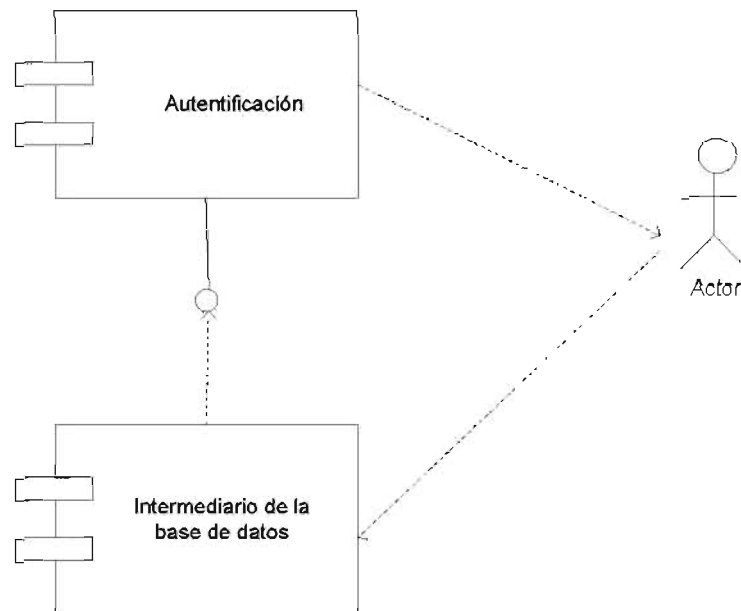 Autentificación
Actor
Intermediario de la
base de datos